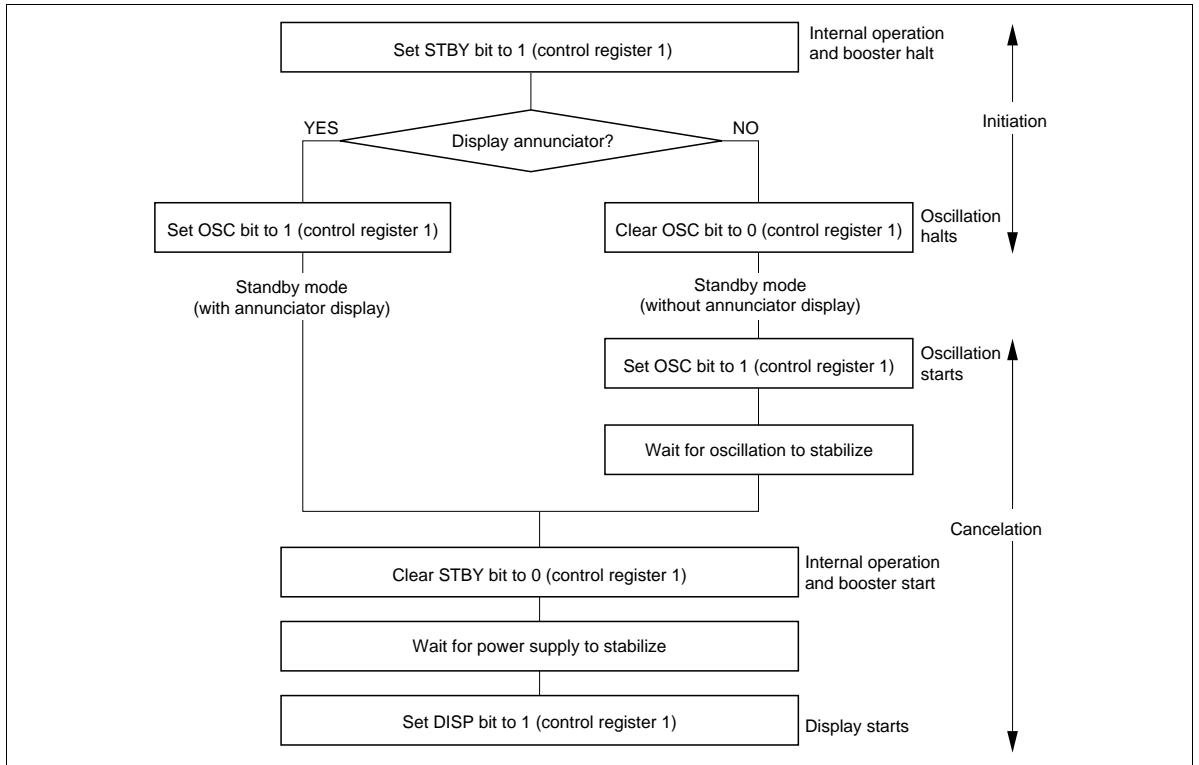 Set STBY bit to 1 (control register 1)
Internal operation
and booster halt
Initiation
YES
Display annunciator?
NO
Set OSC bit to 1 (control register 1)
Clear OSC bit to 0 (control register 1)
Oscillation
halts
Standby mode
(with annunciator display)
Standby mode
(without annunciator display)
Set OSC bit to 1 (control register 1)
Oscillation
starts
Wait for oscillation to stabilize
Cancelation
Clear STBY bit to 0 (control register 1)
Internal operation
and booster start
Wait for power supply to stabilize
Set DISP bit to 1 (control register 1)
Display starts